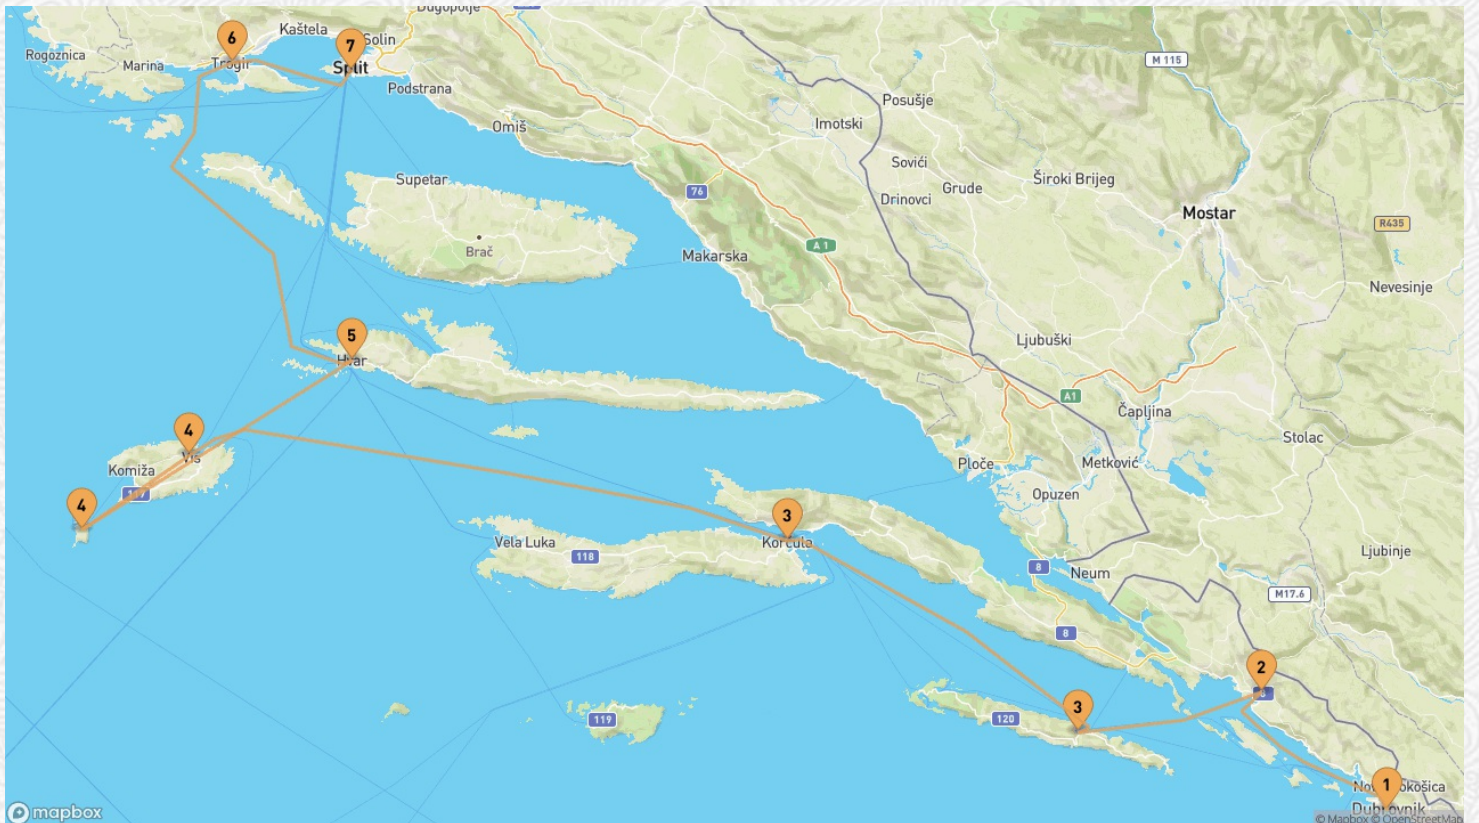 Dugopolje
6
Kaštela
7
Solin
Rogoznica
Marina
Trogir
Split
M 115
Podstrana
Posušje
Omiš
Imotski
Sovići
Supetar
76
Drinovci
Grude
Široki Brijeg
Mostar
R435
Brač
Makarska
A 1
Nevesinje
5
Ljubuški
Hvar
A1
Čapljina
4
Stolac
Komiža
Vis
Ploče
Metković
4
Opuzen
3
Vela Luka
118
Korčula
Ljubinje
8
Neum
M17.6
8
2
8
3
119
120
1
Dubrovnik
mapbox
© Mapbox © OpenStreetMap